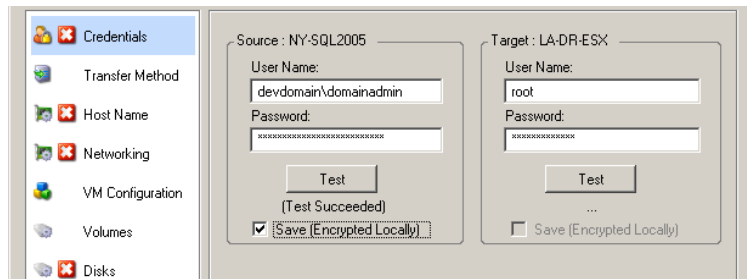 Credentials
Transfer Method
Host Name
Networking
VM Configuration
Volumes
Disks
Source : NY-SQL2005
User Name:
devdomain\domainadmin
Password:
*************************
Test
(Test Succeeded)
Save (Encrypted Locally)
Target : LA-DR-ESX
User Name:
root
Password:
*************
Test
...
Save (Encrypted Locally)